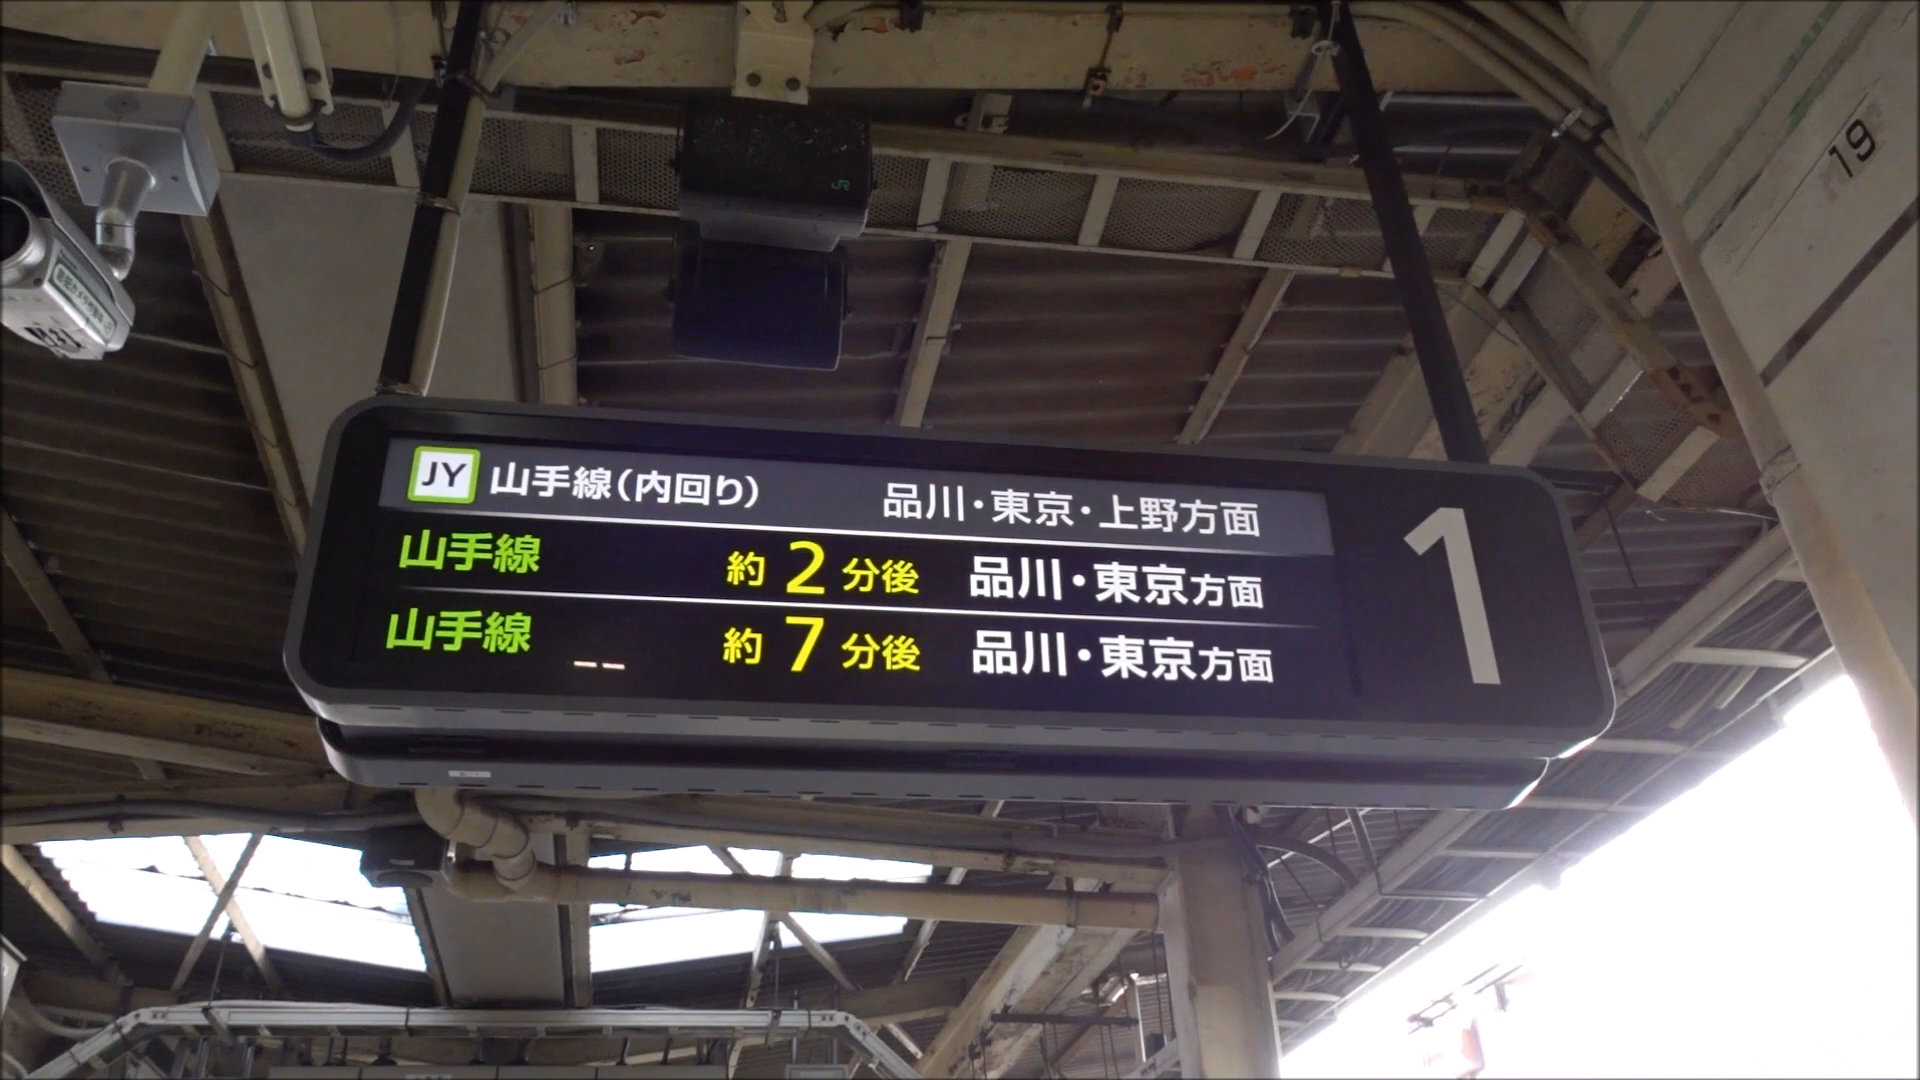 19
JR
JY 山手線(内回り) 品川・東京・上野方面
山手線 約 2 分後 品川・東京方面
山手線 約 7 分後 品川・東京方面
1